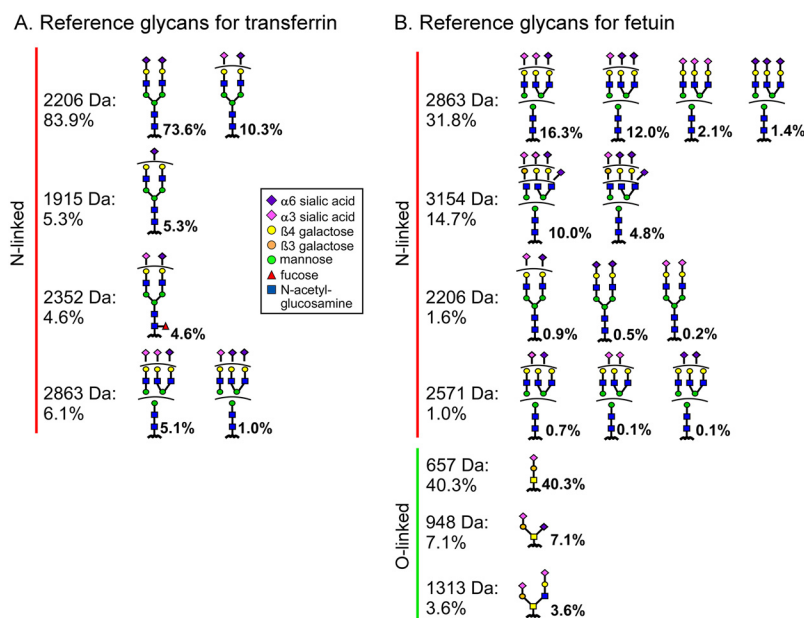 A. Reference glycans for transferrin
N-linked
2206 Da:
83.9%
73.6%
10.3%
1915 Da:
5.3%
5.3%
2352 Da:
4.6%
4.6%
2863 Da:
6.1%
5.1%
1.0%
α6 sialic acid
α3 sialic acid
ß4 galactose
ß3 galactose
mannose
fucose
N-acetyl-
glucosamine
B. Reference glycans for fetuin
N-linked
2863 Da:
31.8%
16.3%
12.0%
2.1%
1.4%
3154 Da:
14.7%
10.0%
4.8%
2206 Da:
1.6%
0.9%
0.5%
0.2%
2571 Da:
1.0%
0.7%
0.1%
0.1%
O-linked
657 Da:
40.3%
40.3%
948 Da:
7.1%
7.1%
1313 Da:
3.6%
3.6%